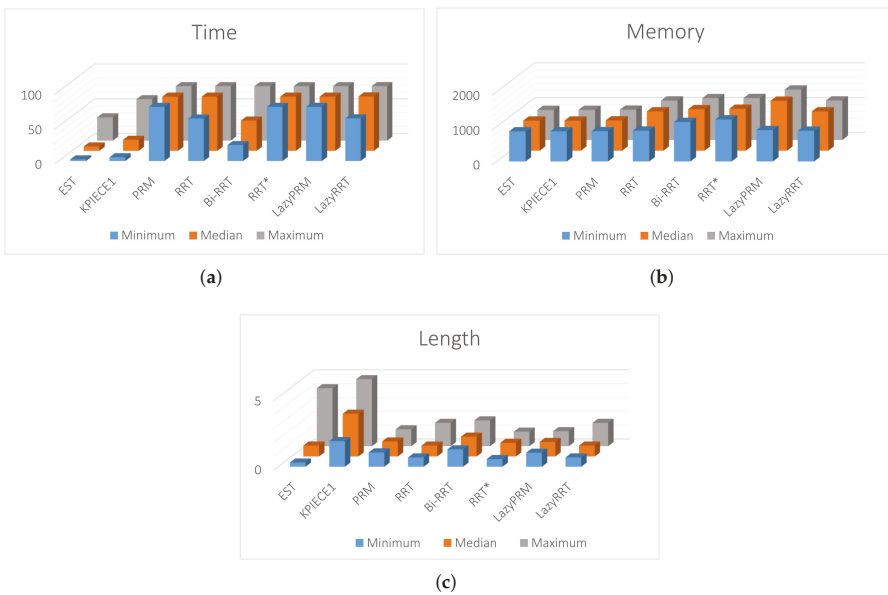 Time
100
50
0
EST
KPIECE1
PRM
RRT
Bi-RRT
RRT*
LazyPRM
LazyRRT
Minimum Median Maximum
(a)
Memory
2000
1000
0
EST
KPIECE1
PRM
RRT
Bi-RRT
RRT*
LazyPRM
LazyRRT
Minimum Median Maximum
(b)
Length
5
0
EST
KPIECE1
PRM
RRT
Bi-RRT
RRT*
LazyPRM
LazyRRT
Minimum Median Maximum
(c)